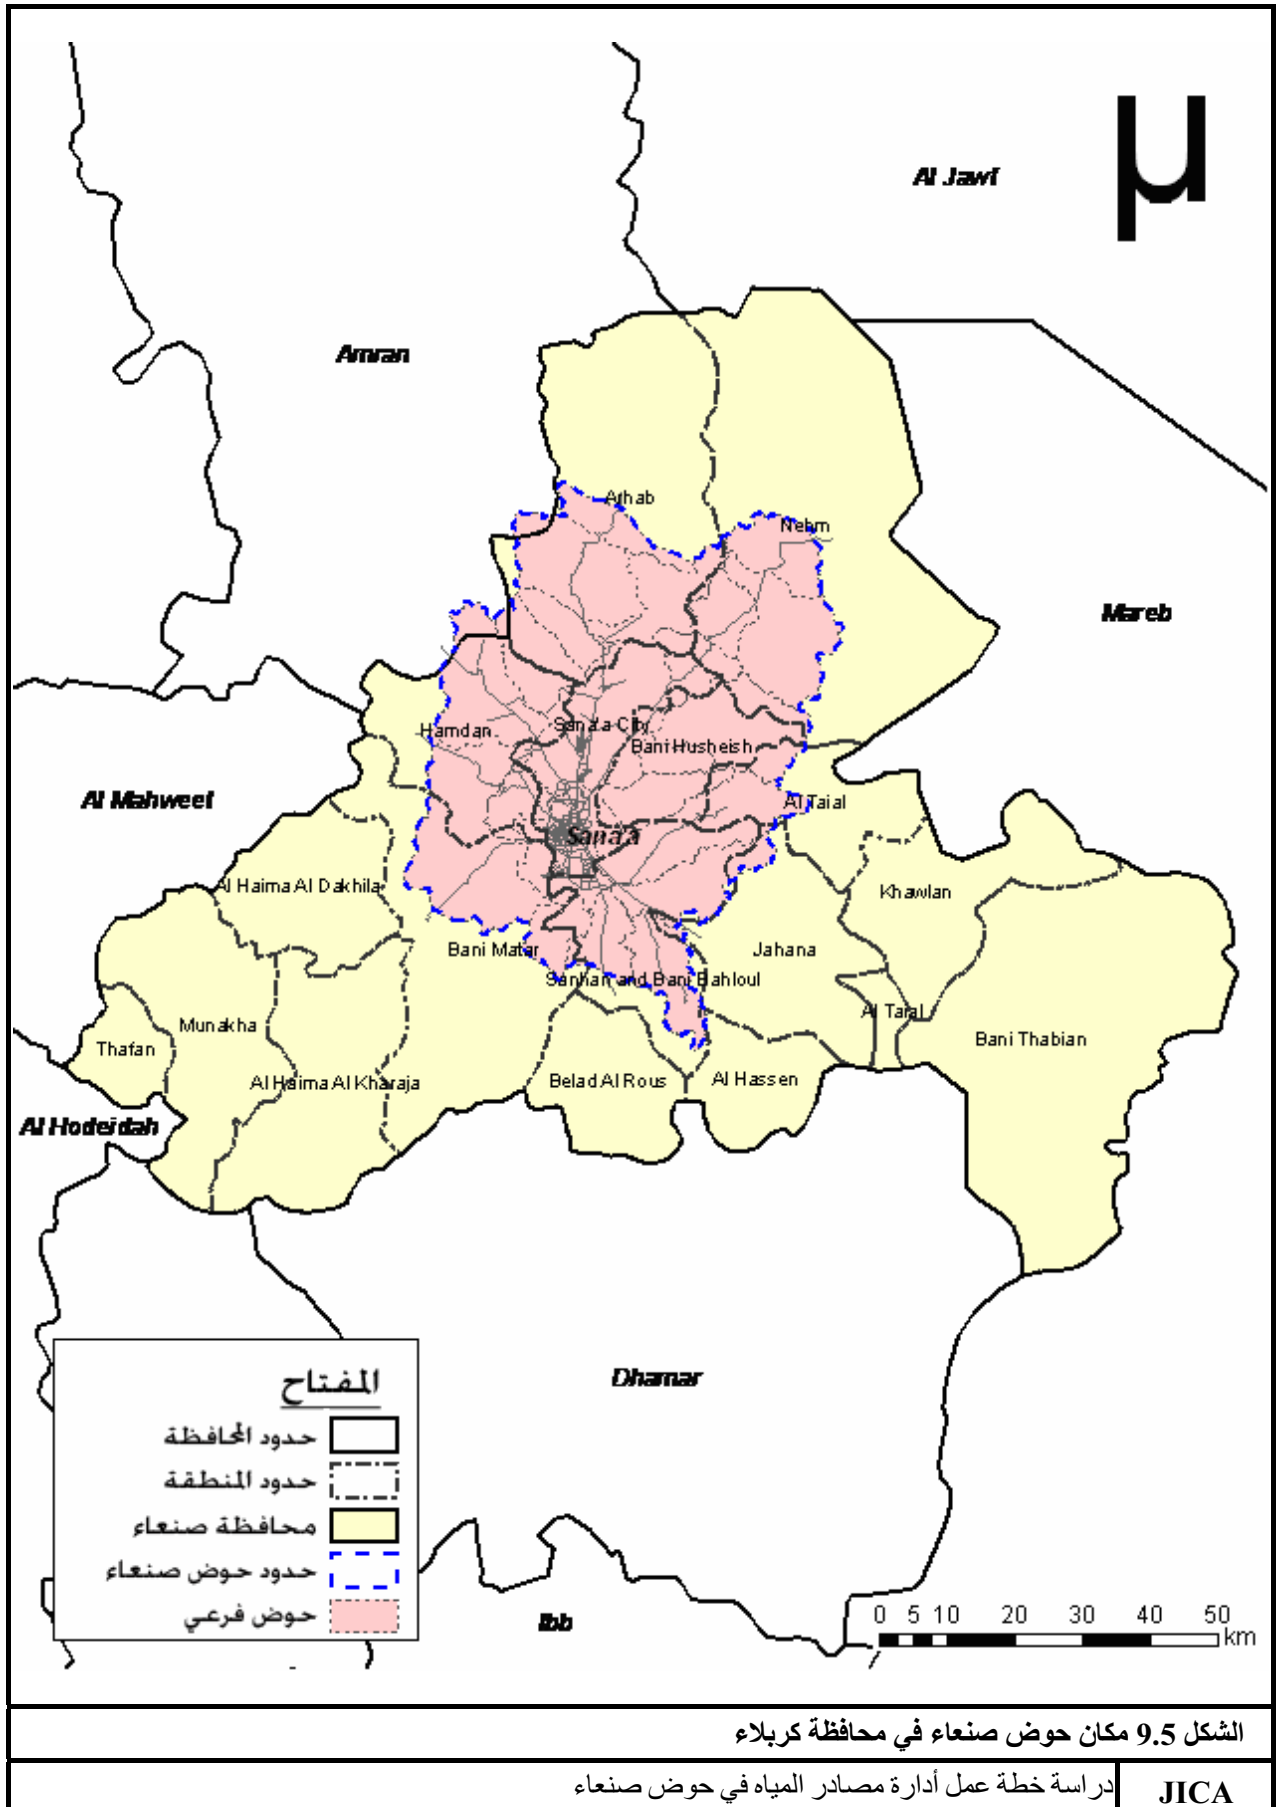 Al Jawf
µ
Amran
Arhab
Nehm
Mareb
Hamdan
Sana'a City
Bani Husheish
Al Mahweet
Al Taial
Sana'a
Al Haima Al Dakhila
Khawlan
Bani Matar
Jahana
Sanhan and Bani Bahloul
Al Taial
Munakha
Bani Thabian
Thafan
Al Haima Al Kharaja
Belad Al Rous
Al Hassen
Al Hodeidah
Dhamar
المفتاح
حدود المحافظة
حدود المنطقة
محافظة صنعاء
حدود حوض صنعاء
حوض فرعي
Ibb
0 5 10 20 30 40 50
km
الشكل 9.5 مكان حوض صنعاء في محافظة كربلاء
دراسة خطة عمل أدارة مصادر المياه في حوض صنعاء
JICA